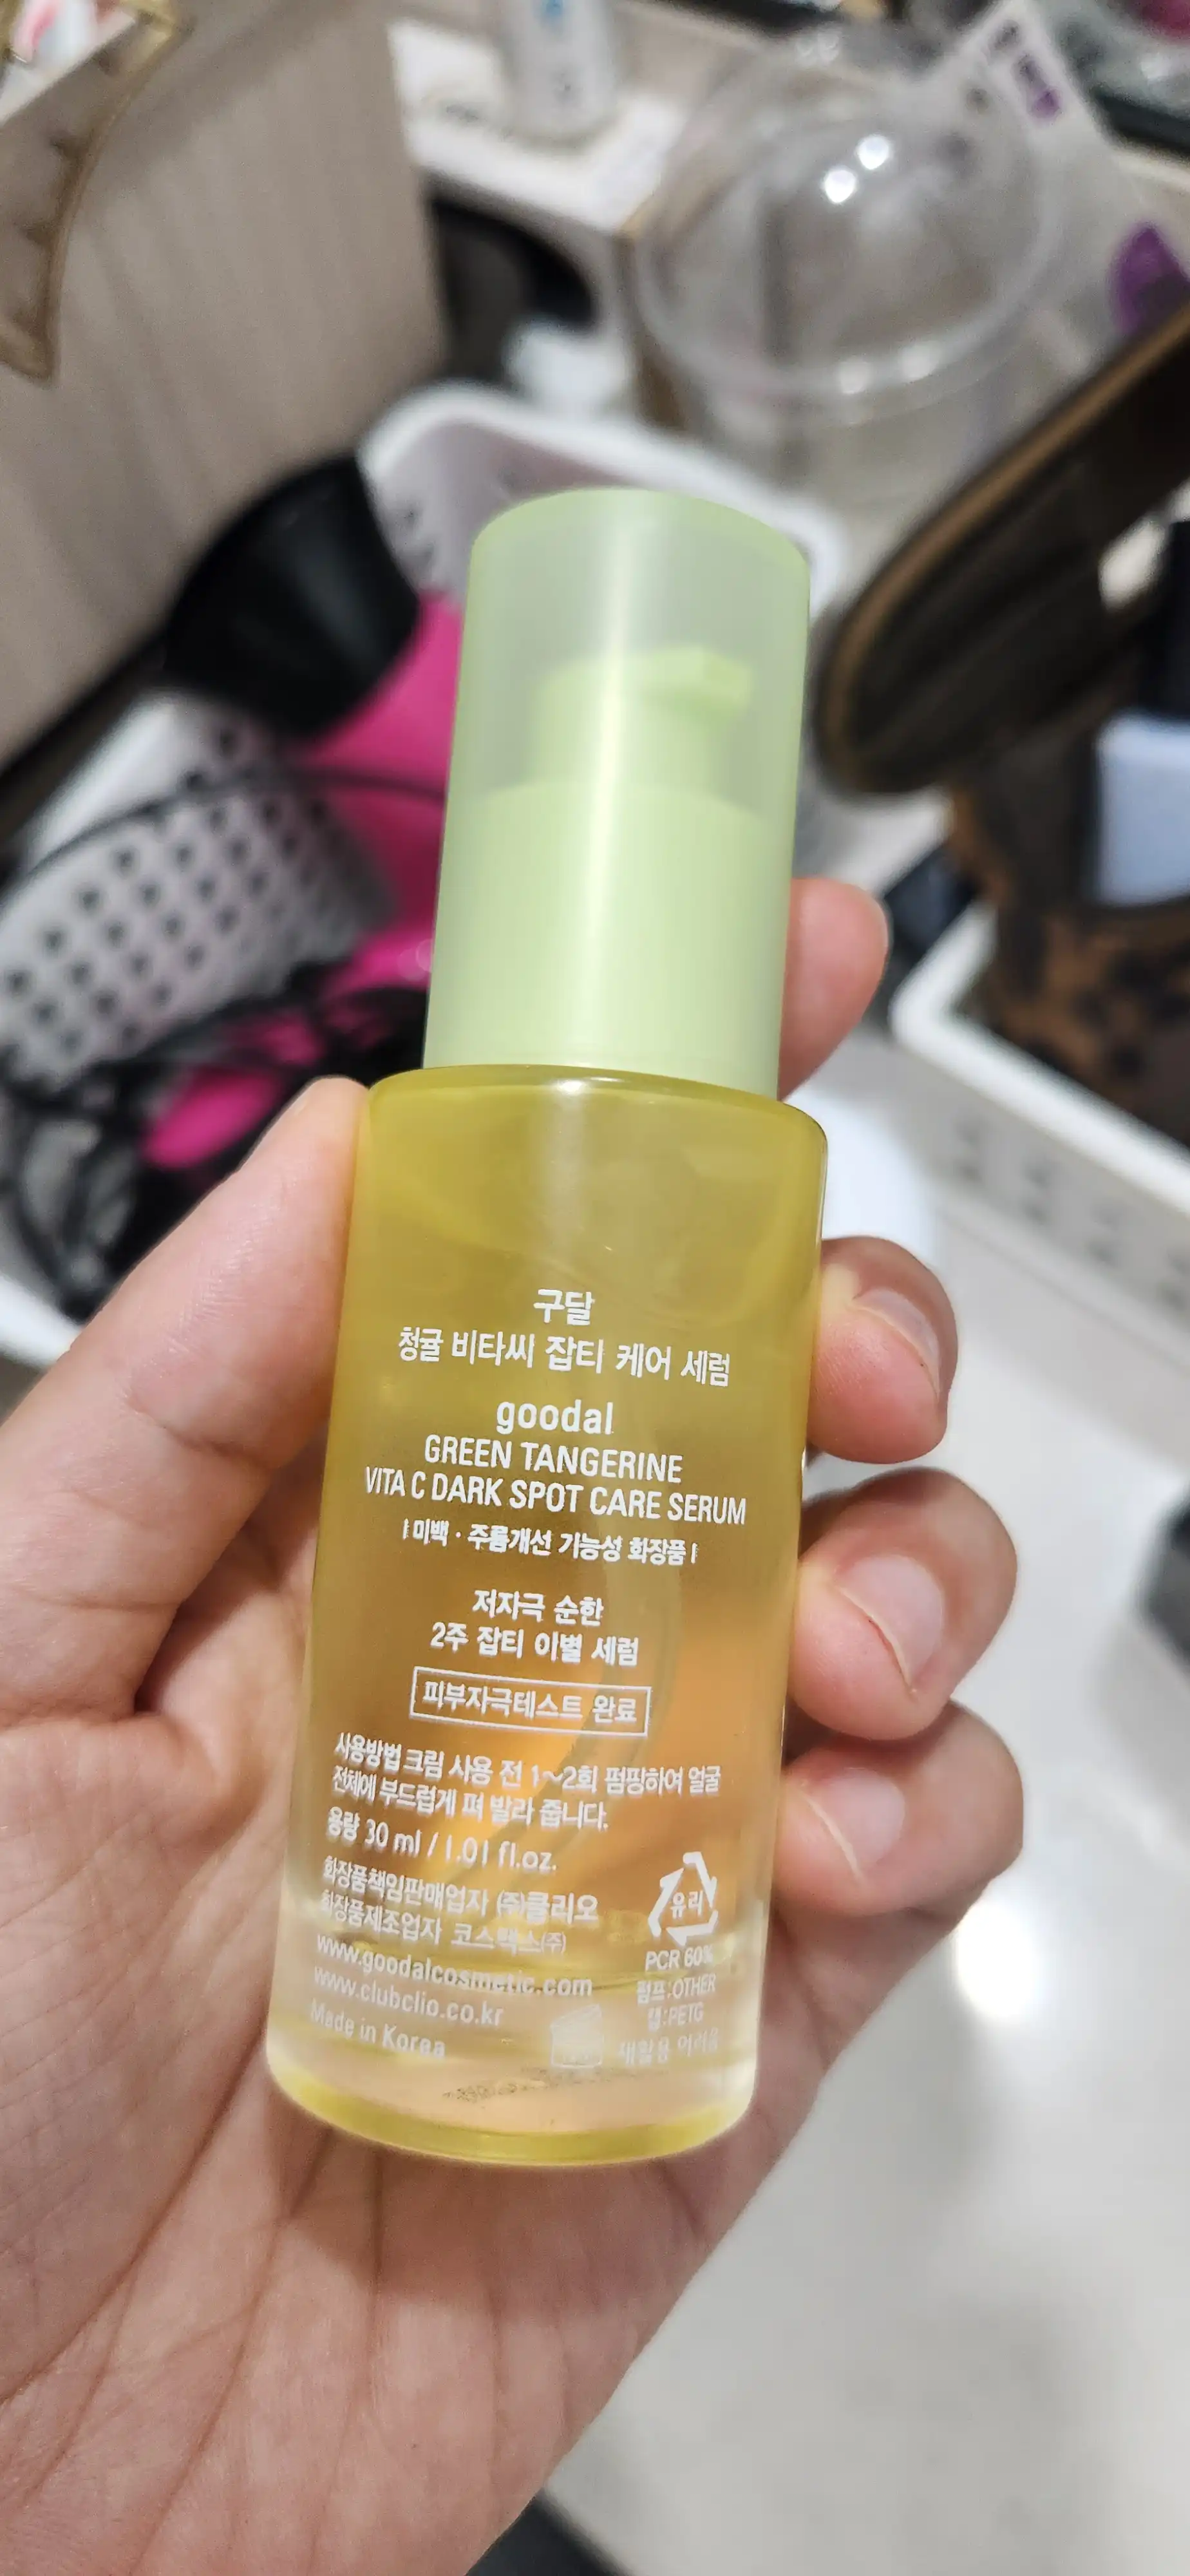 구달
청귤 비타씨 잡티 케어 세럼
goodal
GREEN TANGERINE
VITA C DARK SPOT CARE SERUM
미백 · 주름개선 기능성 화장품
저자극 순한
2주 잡티 이별 세럼
피부자극테스트 완료
사용방법 크림 사용 전 1~2회 펌핑하여 얼굴
전체에 부드럽게 펴 발라 줍니다.
용량 30 ml / 1.01 fl.oz.
화장품책임판매업자 ㈜클리오
화장품제조업자 코스맥스㈜
www.goodalcosmetic.com
www.clubclio.co.kr
Made in Korea
유리
PCR 60%
펌프:OTHER
캡:PETG
재활용 어려움